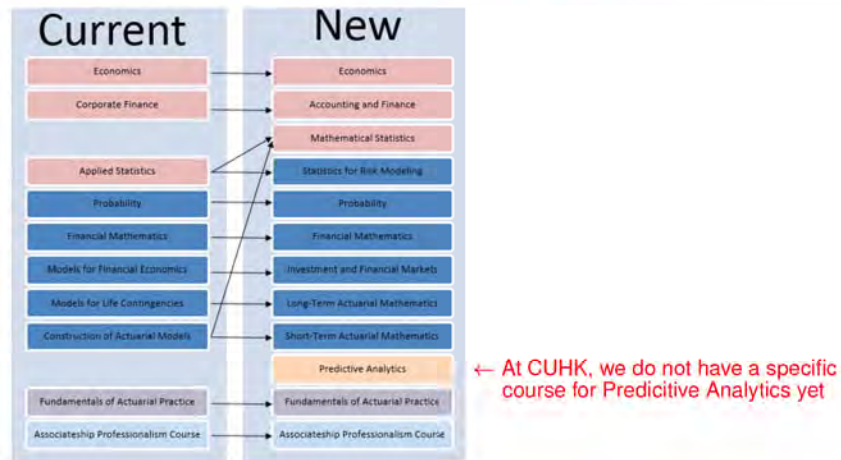 Current
New
Economics
Economics
Corporate Finance
Accounting and Finance
Mathematical Statistics
Applied Statistics
Statistics for Risk Modeling
Probability
Probability
Financial Mathematics
Financial Mathematics
Models for Financial Economics
Investment and Financial Markets
Models for Life Contingencies
Long-Term Actuarial Mathematics
Construction of Actuarial Models
Short-Term Actuarial Mathematics
Predictive Analytics
← At CUHK, we do not have a specific
course for Predicitive Analytics yet
Fundamentals of Actuarial Practice
Fundamentals of Actuarial Practice
Associateship Professionalism Course
Associateship Professionalism Course